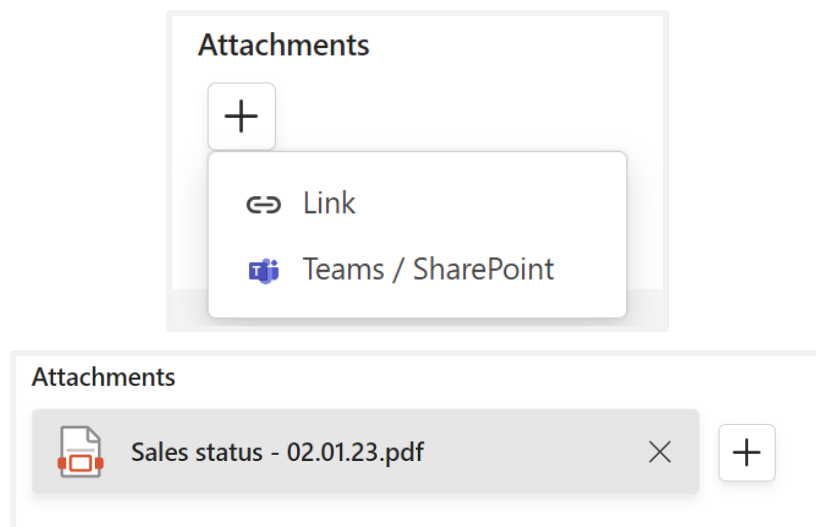 Attachments
Link
Teams / SharePoint
Attachments
Sales status - 02.01.23.pdf